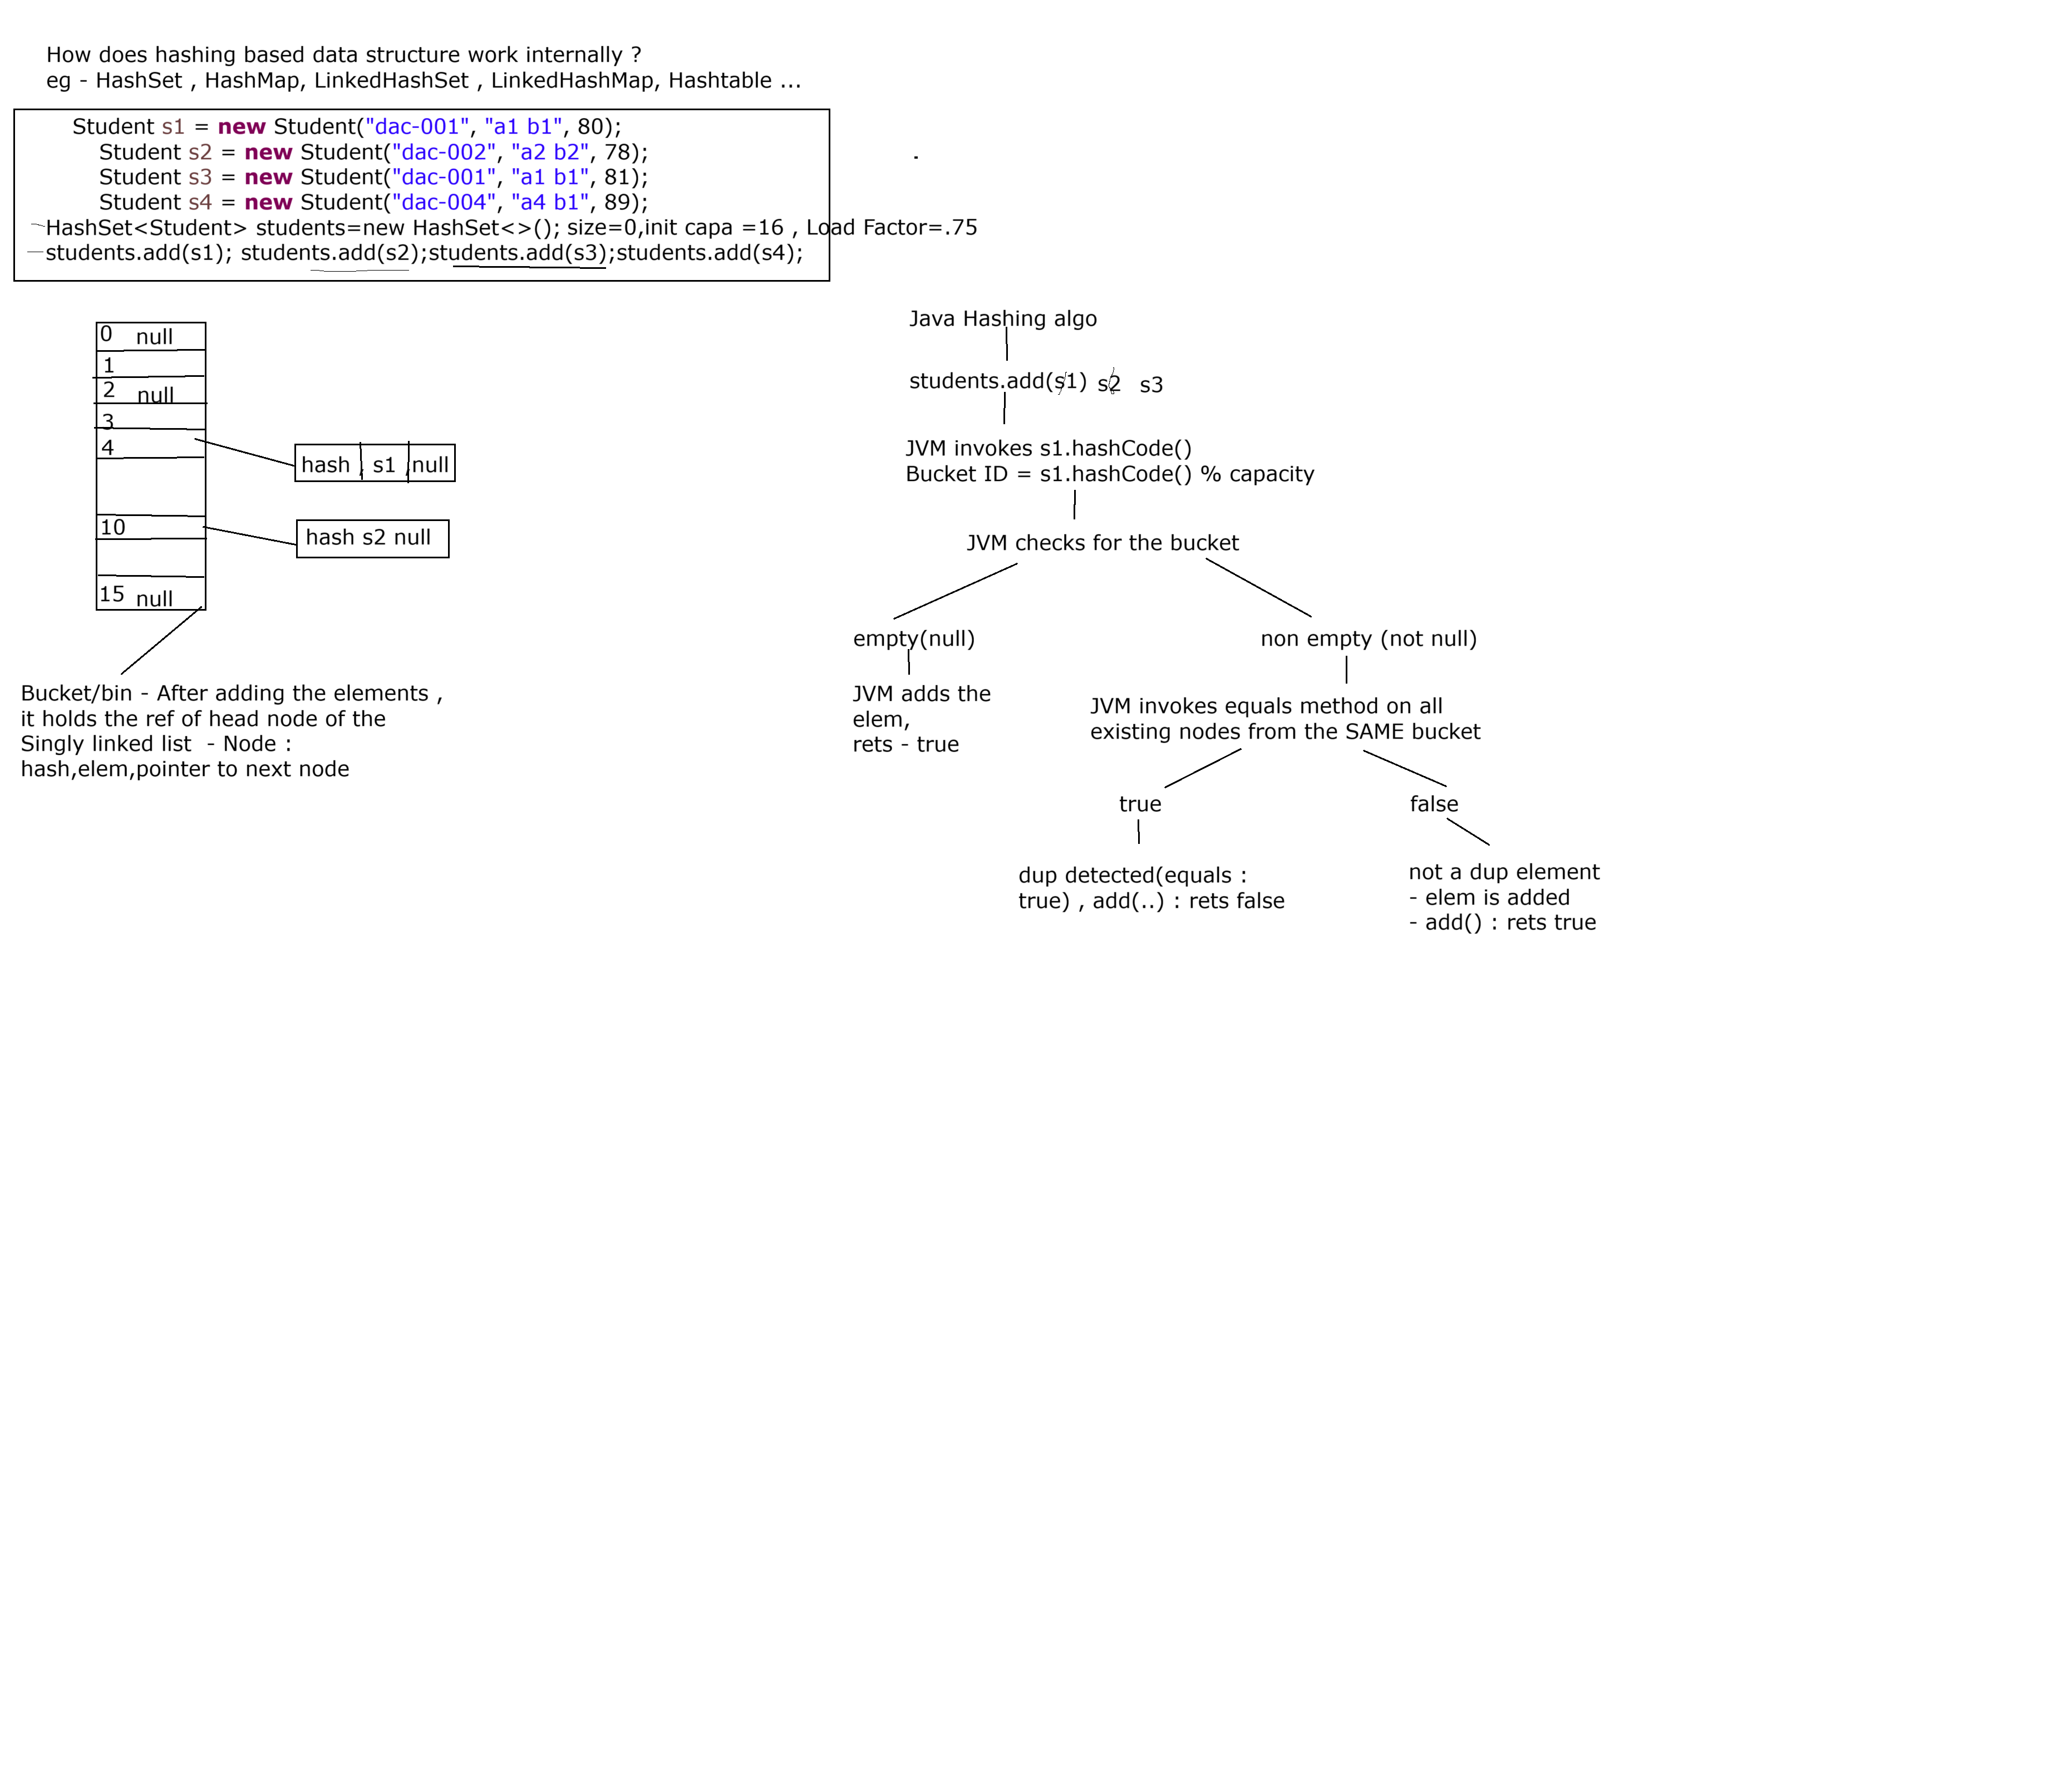 How does hashing based data structure work internally ?
eg - HashSet , HashMap, LinkedHashSet , LinkedHashMap, Hashtable ...
Student s1 = new Student("dac-001", "a1 b1", 80);
Student s2 = new Student("dac-002", "a2 b2", 78);
Student s3 = new Student("dac-001", "a1 b1", 81);
Student s4 = new Student("dac-004", "a4 b1", 89);
HashSet<Student> students=new HashSet<>(); size=0,init capa =16 , Load Factor=.75
students.add(s1); students.add(s2);students.add(s3);students.add(s4);
0 null
1
2 null
3
4
hash , s1 ,null
10
hash s2 null
15 null
Bucket/bin - After adding the elements ,
it holds the ref of head node of the
Singly linked list - Node :
hash,elem,pointer to next node
Java Hashing algo
students.add(s1) s2 s3
JVM invokes s1.hashCode()
Bucket ID = s1.hashCode() % capacity
JVM checks for the bucket
empty(null)
JVM adds the
elem,
rets - true
non empty (not null)
JVM invokes equals method on all
existing nodes from the SAME bucket
true
dup detected(equals :
true) , add(..) : rets false
false
not a dup element
- elem is added
- add() : rets true